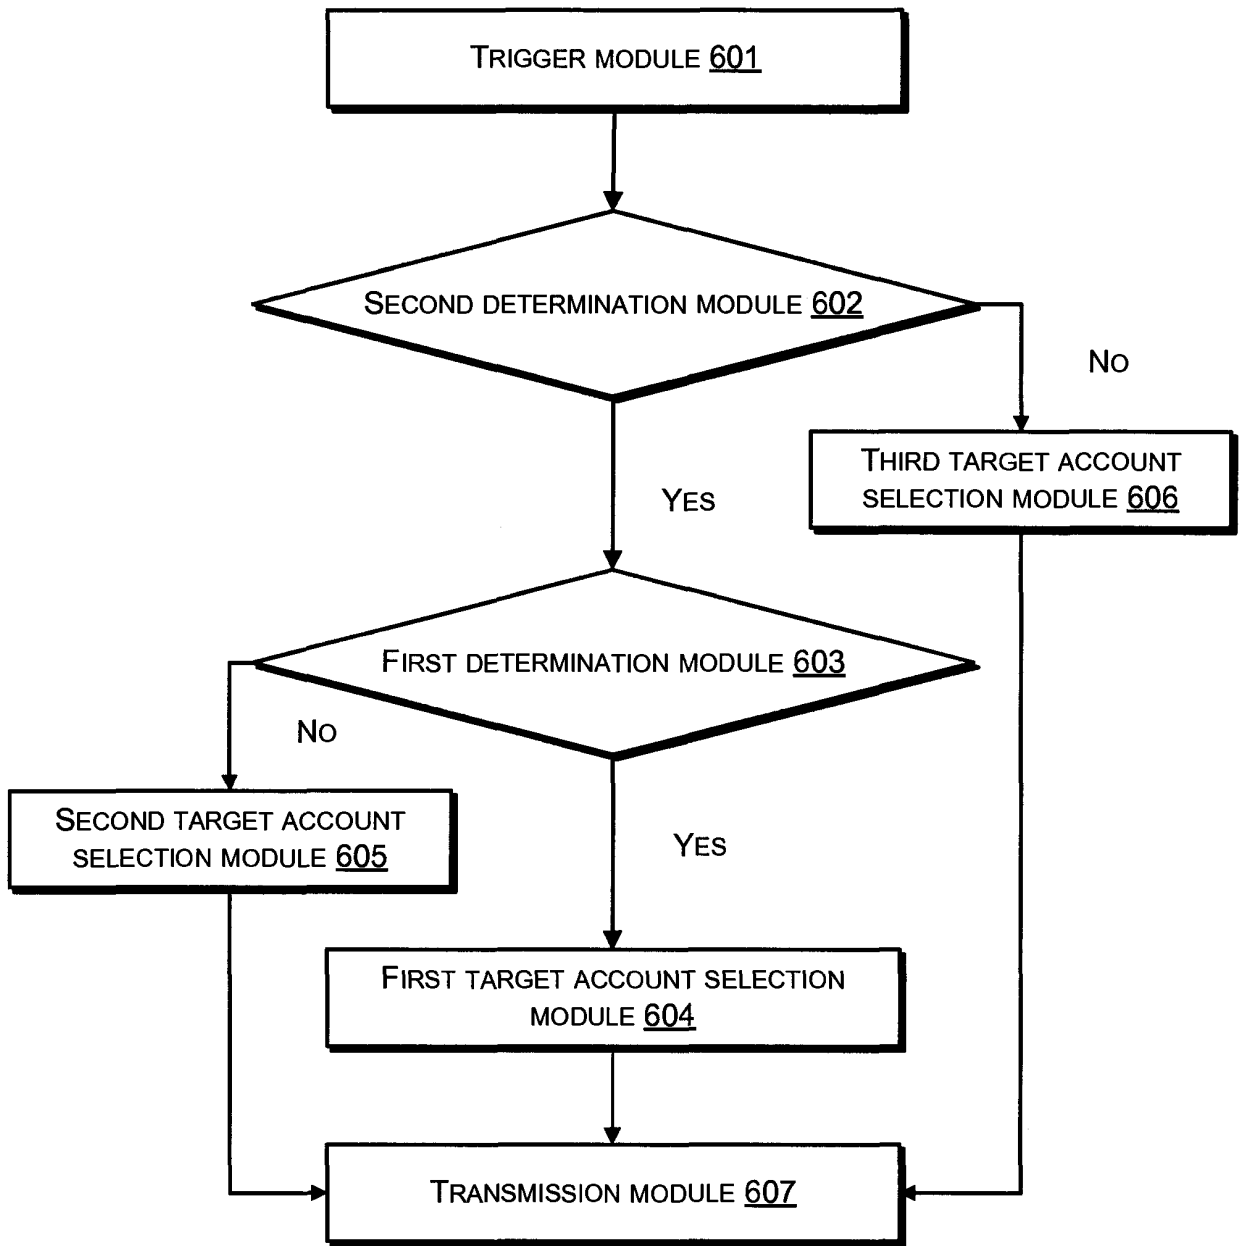 TRIGGER MODULE 601
SECOND DETERMINATION MODULE 602
NO
THIRD TARGET ACCOUNT
SELECTION MODULE 606
YES
FIRST DETERMINATION MODULE 603
NO
SECOND TARGET ACCOUNT
SELECTION MODULE 605
YES
FIRST TARGET ACCOUNT SELECTION
MODULE 604
TRANSMISSION MODULE 607